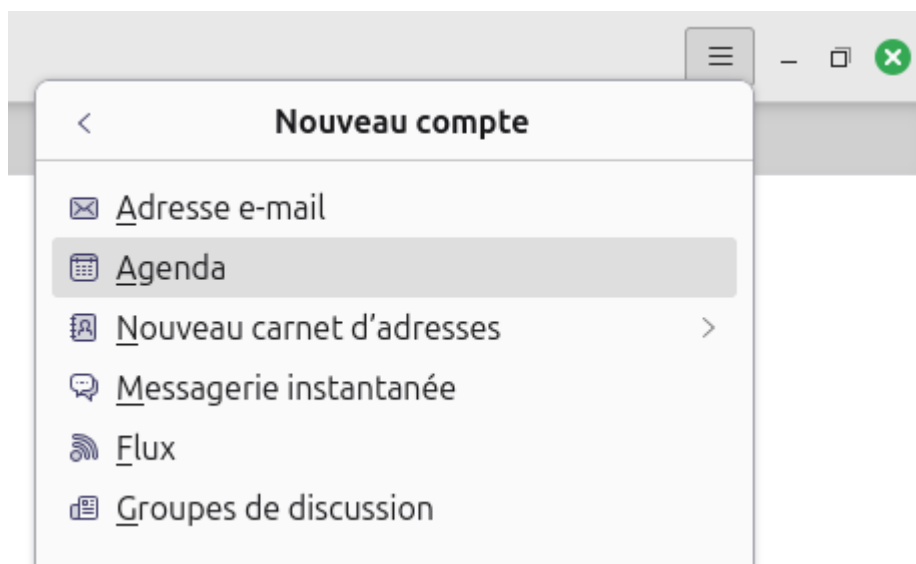 Nouveau compte
Adresse e-mail
Agenda
Nouveau carnet d’adresses
Messagerie instantanée
Flux
Groupes de discussion